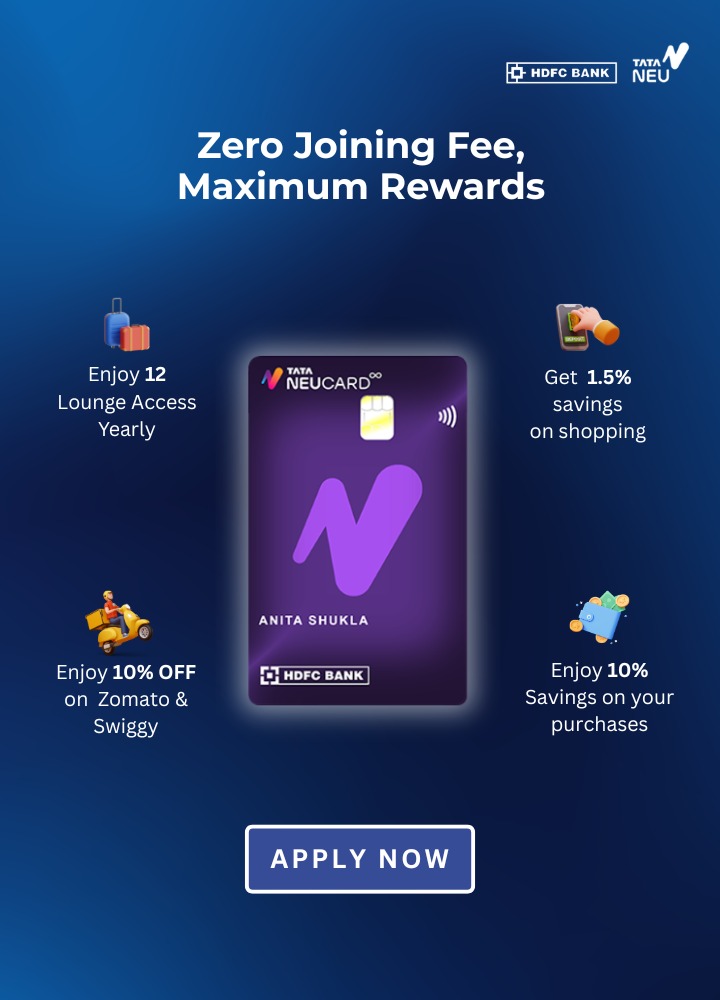 HDFC BANK
TATA
NEU
Zero Joining Fee,
Maximum Rewards
Enjoy 12
Lounge Access
Yearly
Get 1.5%
savings
on shopping
TATA
NEUCARD∞
ANITA SHUKLA
HDFC BANK
Enjoy 10% OFF
on Zomato &
Swiggy
Enjoy 10%
Savings on your
purchases
APPLY NOW